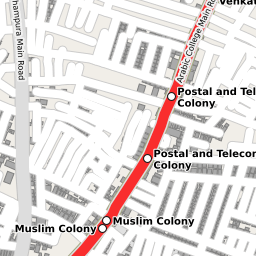 Venkat
Arabic College Main Ro
hampura Main Road
Postal and Tel
Colony
Postal and Telecom
Colony
Muslim Colony
Muslim Colony